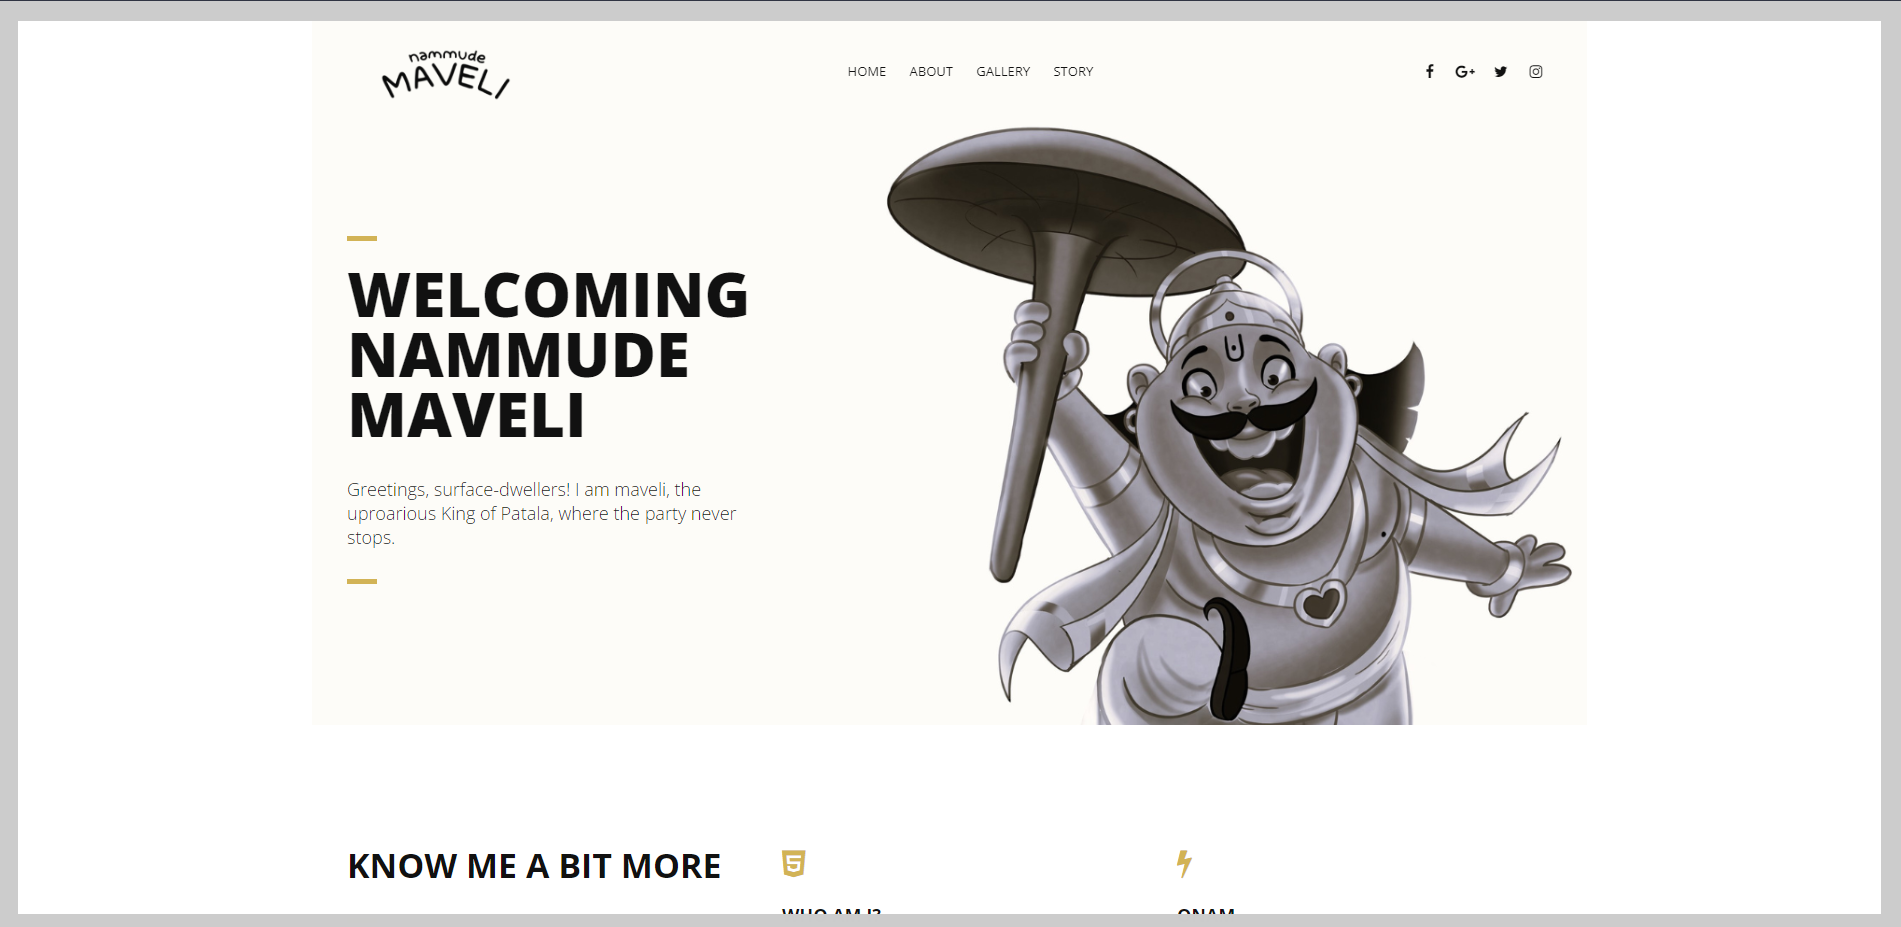 nammude
MAVELI
HOME ABOUT GALLERY STORY
WELCOMING
NAMMUDE
MAVELI
Greetings, surface-dwellers! I am maveli, the
uproarious King of Patala, where the party never
stops.
KNOW ME A BIT MORE
WHO AM I?
ONAM